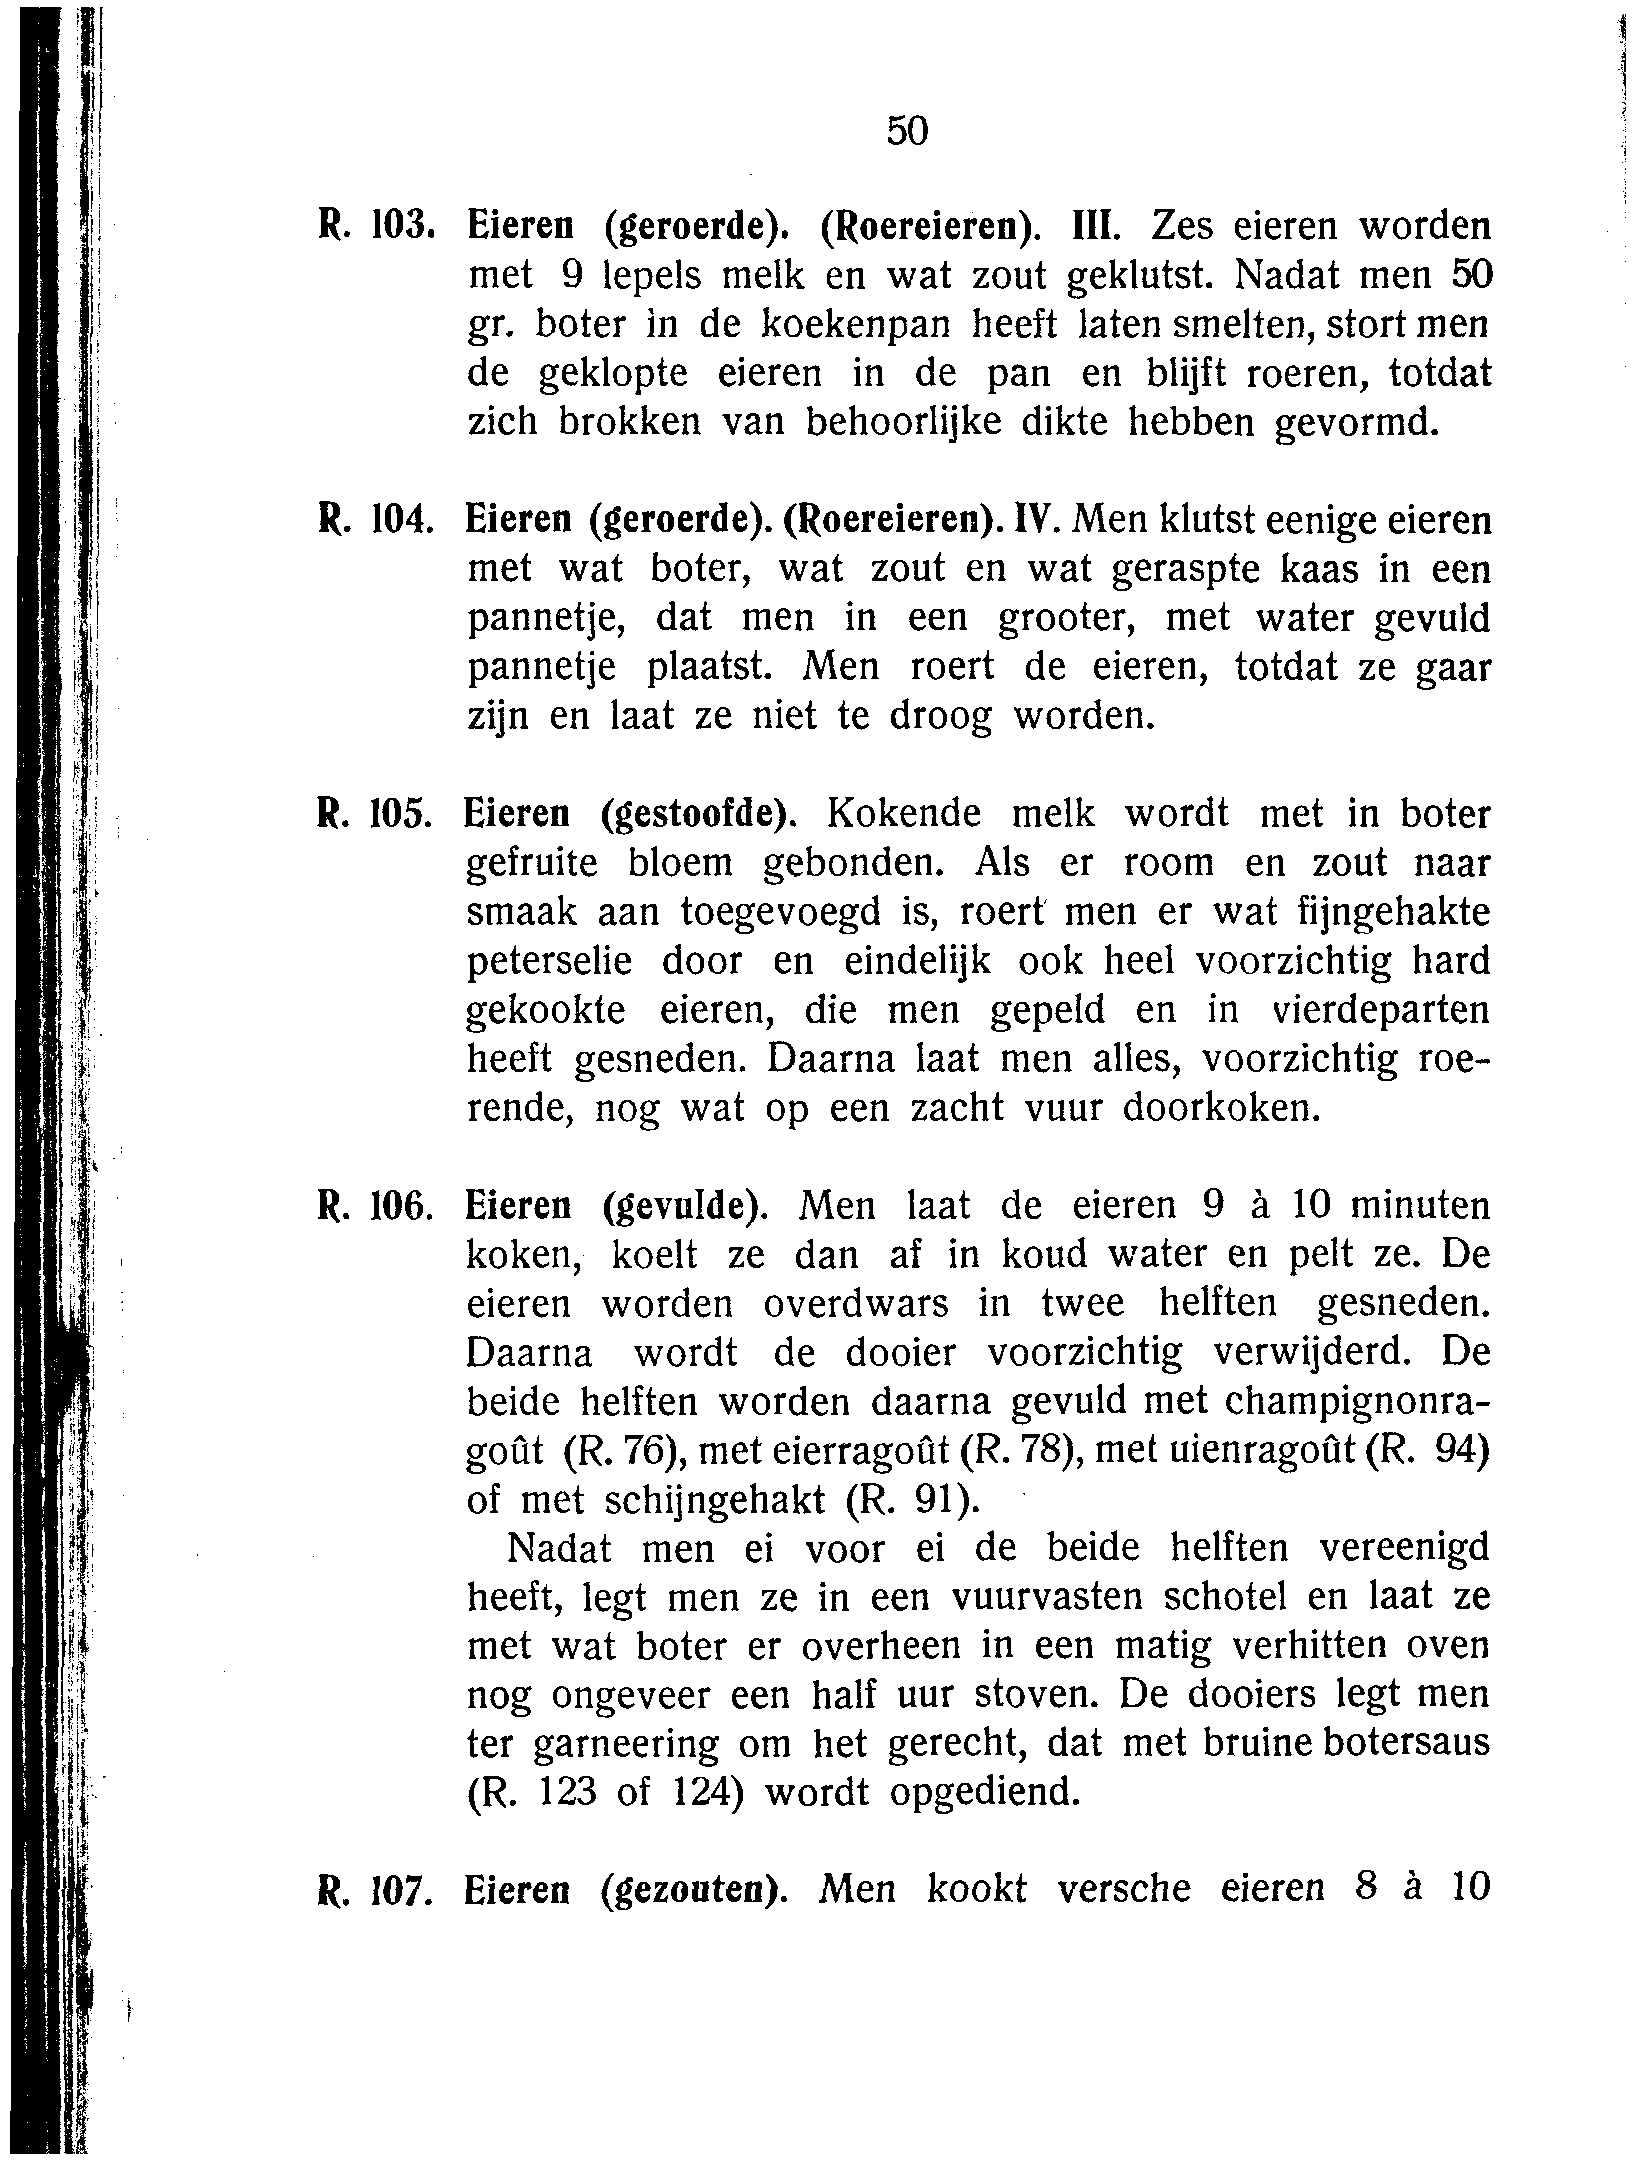 50
R. 103. Eieren (geroerde). (Roereieren). III. Zes eieren worden
met 9 lepels melk en wat zout geklutst. Nadat men 50
gr. boter in de koekenpan heeft laten smelten, stort men
de geklopte eieren in de pan en blijft roeren, totdat
zich brokken van behoorlijke dikte hebben gevormd.
R. 104. Eieren (geroerde). (Roereieren). IV. Men klutst eenige eieren
met wat boter, wat zout en wat geraspte kaas in een
pannetje, dat men in een grooter, met water gevuld
pannetje plaatst. Men roert de eieren, totdat ze gaar
zijn en laat ze niet te droog worden.
R. 105. Eieren (gestoofde). Kokende melk wordt met in boter
gefruite bloem gebonden. Als er room en zout naar
smaak aan toegevoegd is, roert men er wat fijngehakte
peterselie door en eindelijk ook heel voorzichtig hard
gekookte eieren, die men gepeld en in vierdeparten
heeft gesneden. Daarna laat men alles, voorzichtig roe-
rende, nog wat op een zacht vuur doorkoken.
R. 106. Eieren (gevulde). Men laat de eieren 9 à 10 minuten
koken, koelt ze dan af in koud water en pelt ze. De
eieren worden overdwars in twee helften gesneden.
Daarna wordt de dooier voorzichtig verwijderd. De
beide helften worden daarna gevuld met champignonra-
goût (R. 76), met eierragoût (R. 78), met uienragoût (R. 94)
of met schijngehakt (R. 91).
Nadat men ei voor ei de beide helften vereenigd
heeft, legt men ze in een vuurvasten schotel en laat ze
met wat boter er overheen in een matig verhitten oven
nog ongeveer een half uur stoven. De dooiers legt men
ter garneering om het gerecht, dat met bruine botersaus
(R. 123 of 124) wordt opgediend.
R. 107. Eieren (gezouten). Men kookt versche eieren 8 à 10